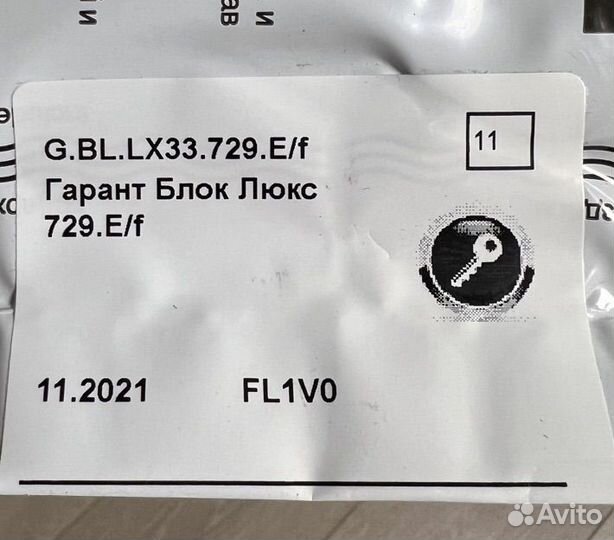 G.BL.LX33.729.E/f
11
Гарант Блок Люкс
729.E/f
11.2021 FL1V0
Avito